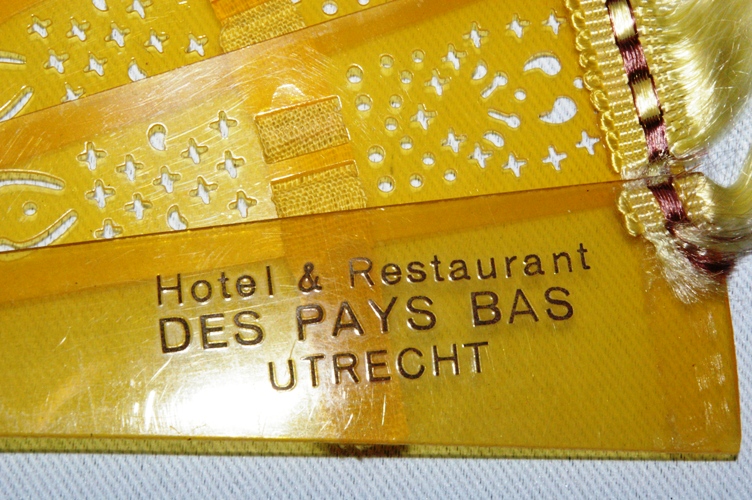 Hotel & Restaurant
DES PAYS BAS
UTRECHT